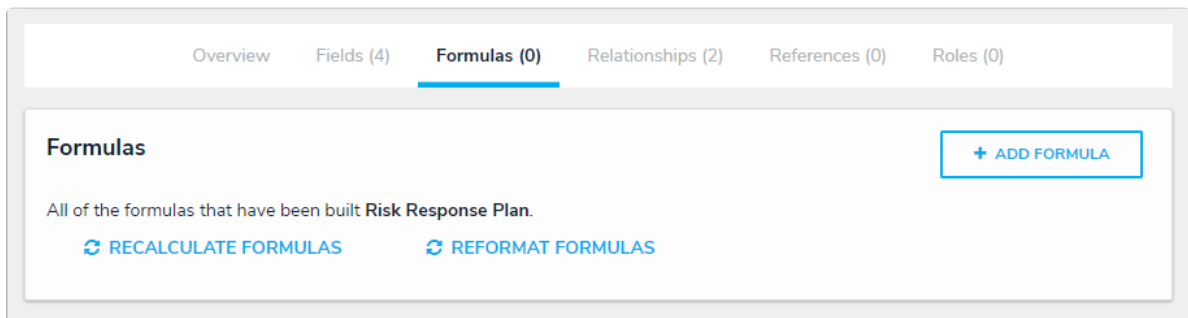 Overview Fields (4) Formulas (0) Relationships (2) References (0) Roles (0)
Formulas
+ ADD FORMULA
All of the formulas that have been built Risk Response Plan.
RECALCULATE FORMULAS REFORMAT FORMULAS